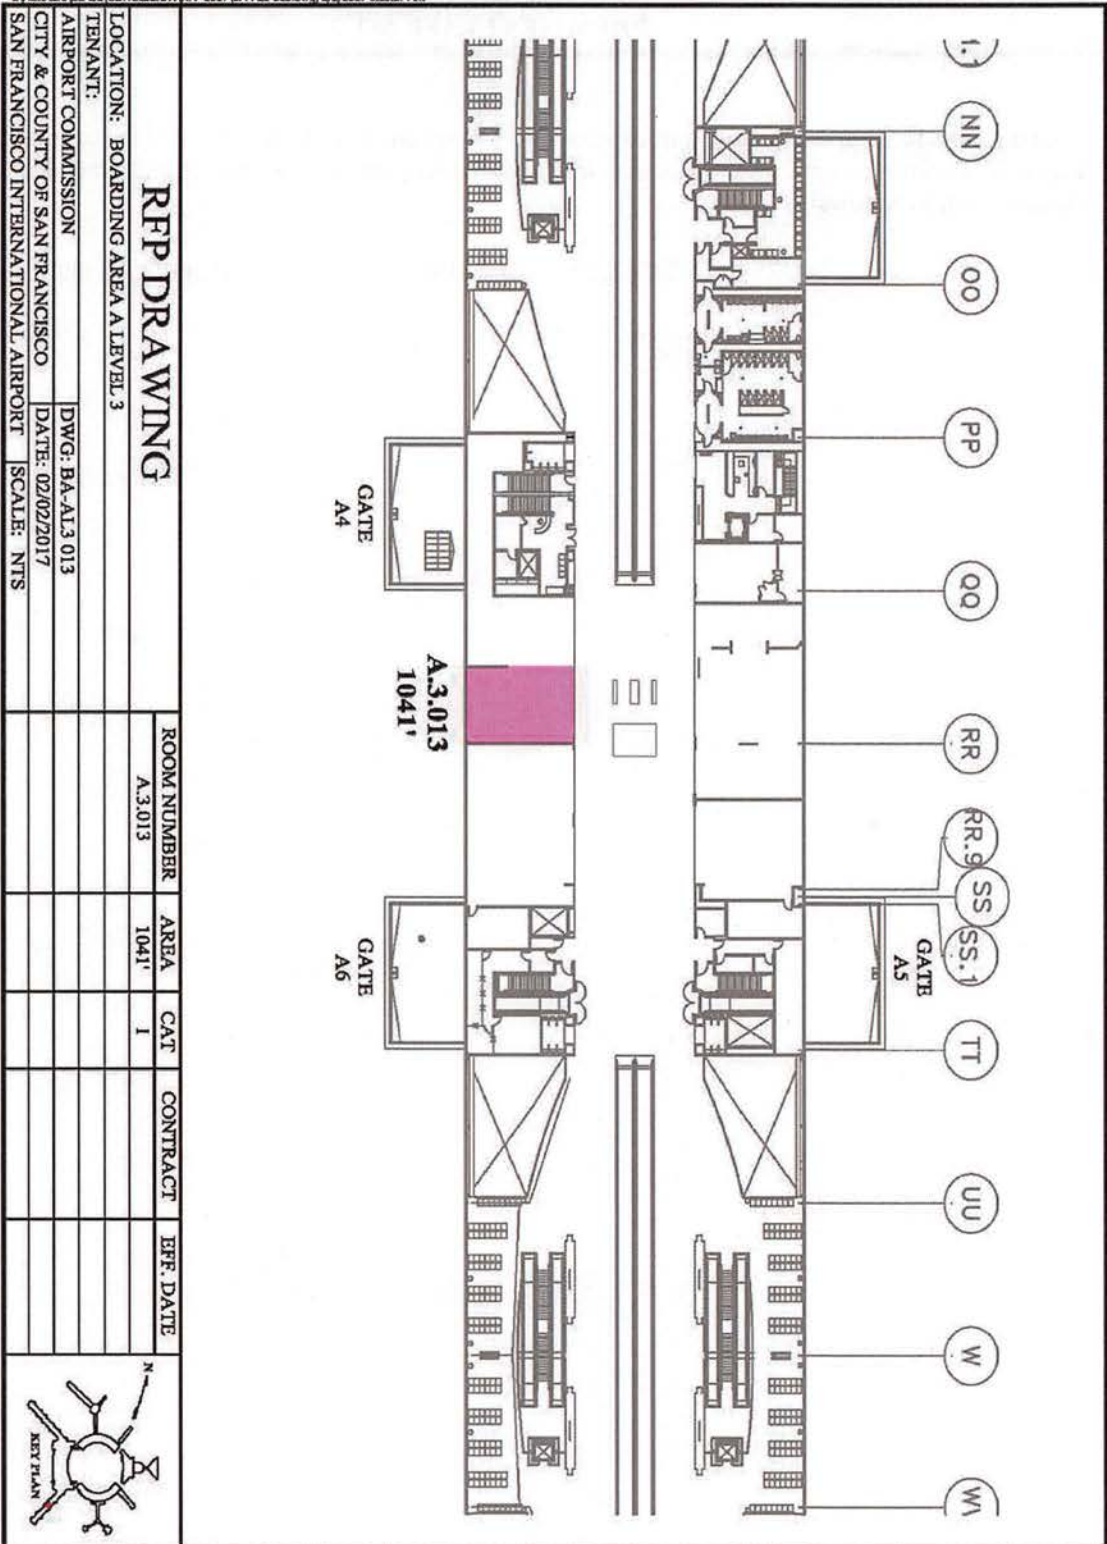 1.1
NN
OO
PP
QQ
RR
RR.9
SS
SS.1
TT
UU
W
GATE
A5
GATE
A4
A.3.013
1041'
GATE
A6
RFP DRAWING
LOCATION: BOARDING AREA A LEVEL 3
TENANT:
AIRPORT COMMISSION
DWG: BA-AL3 013
CITY & COUNTY OF SAN FRANCISCO
DATE: 02/02/2017
SAN FRANCISCO INTERNATIONAL AIRPORT
SCALE: NTS
ROOM NUMBER AREA CAT CONTRACT EFF. DATE
A.3.013 1041' 1
N
KEY PLAN